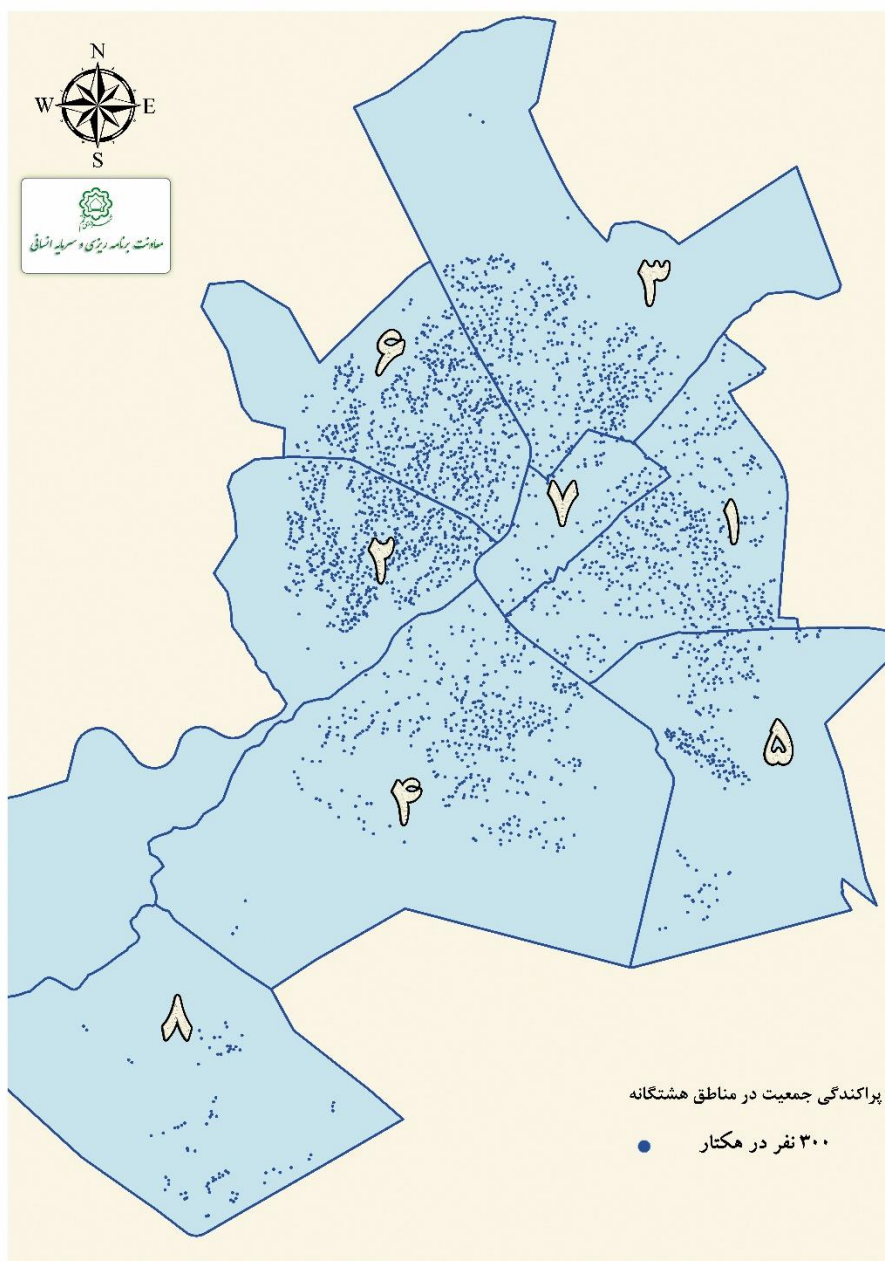 N
W E
S
معاونت برنامه ریزی و سرمایه انسانی
۳
۶
۷
۱
۲
۵
۴
۸
پراکندگی جمعیت در مناطق هشتگانه
۳۰۰ نفر در هکتار